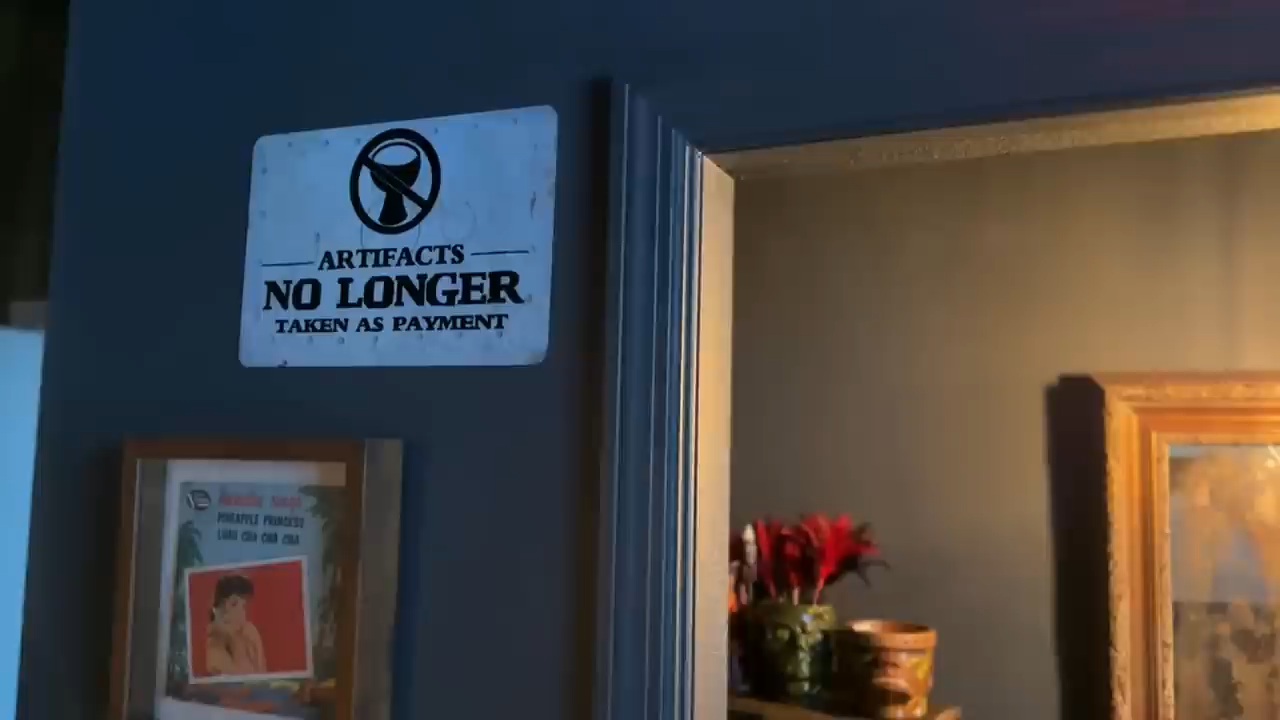 ARTIFACTS
NO LONGER
TAKEN AS PAYMENT
PINEAPPLE PRINCESS
LUAU CHA CHA CHA